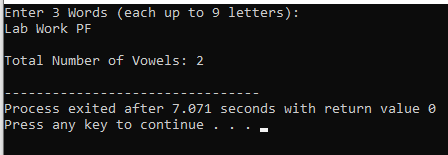 Enter 3 Words (each up to 9 letters):
Lab Work PF
Total Number of Vowels: 2
--------------------------------
Process exited after 7.071 seconds with return value 0
Press any key to continue . . .